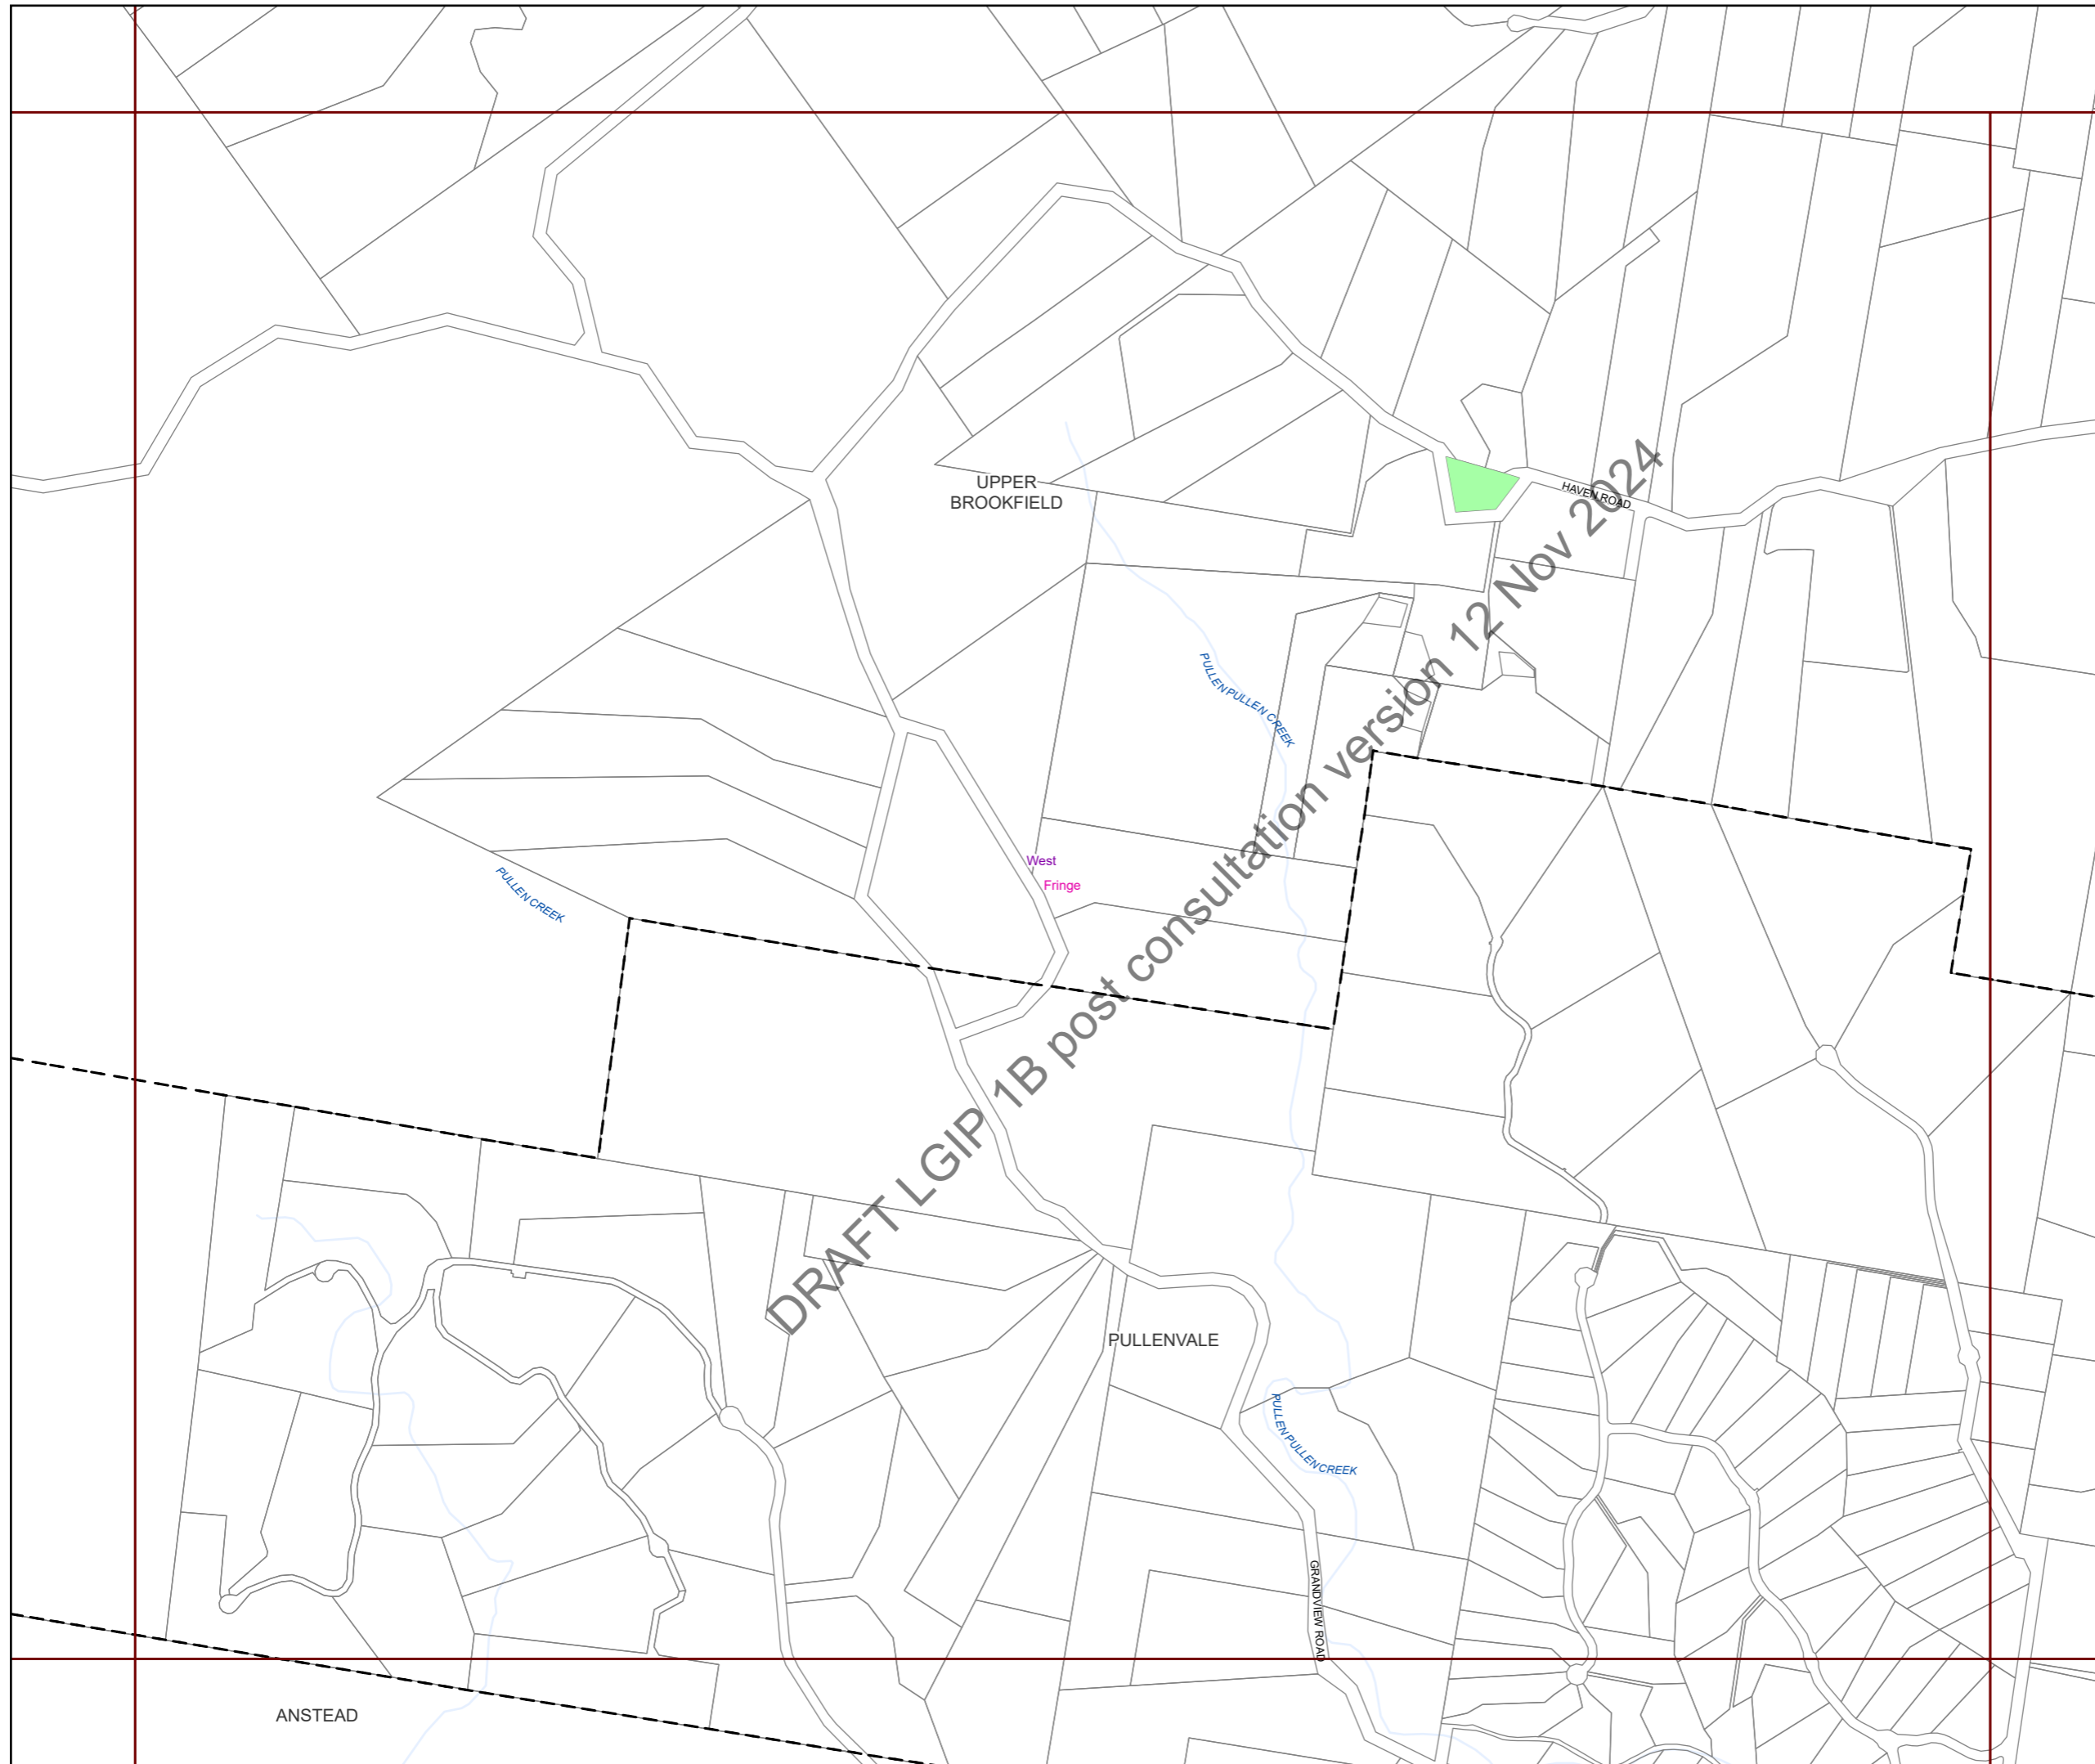 UPPER
BROOKFIELD
HAVEN ROAD
PULLEN PULLEN CREEK
West
Fringe
PULLEN CREEK
DRAFT LGIP 1B post consultation version 12 Nov 2024
PULLENVALE
PULLEN PULLEN CREEK
GRANDVIEW ROAD
ANSTEAD